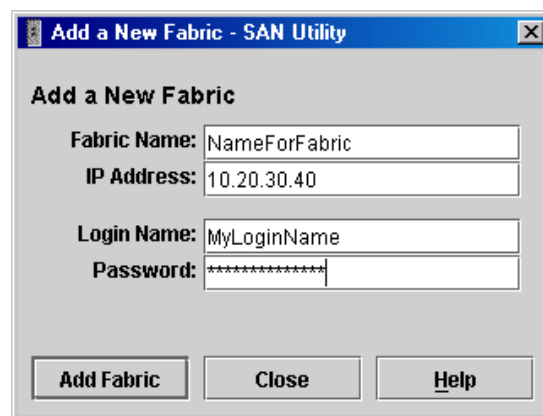 Add a New Fabric - SAN Utility
Add a New Fabric
Fabric Name: NameForFabric
IP Address: 10.20.30.40
Login Name: MyLoginName
Password: **************
Add Fabric Close Help